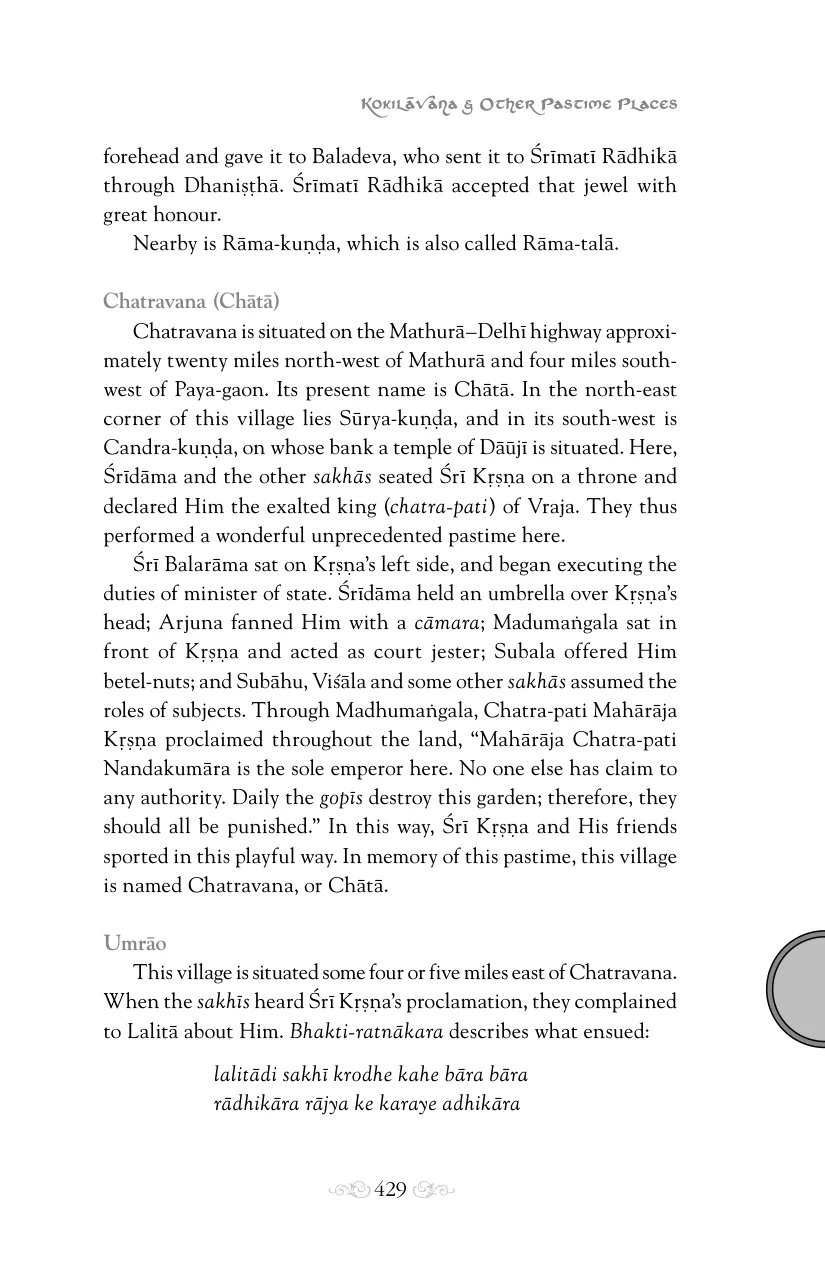 Kokilāvana & Other Pastime Places
forehead and gave it to Baladeva, who sent it to Śrīmatī Rādhikā
through Dhaniṣṭhā. Śrīmatī Rādhikā accepted that jewel with
great honour.
Nearby is Rāma-kuṇḍa, which is also called Rāma-talā.
Chatravana (Chātā)
Chatravana is situated on the Mathurā–Delhī highway approxi-
mately twenty miles north-west of Mathurā and four miles south-
west of Paya-gaon. Its present name is Chātā. In the north-east
corner of this village lies Sūrya-kuṇḍa, and in its south-west is
Candra-kuṇḍa, on whose bank a temple of Dāūjī is situated. Here,
Śrīdāma and the other sakhās seated Śrī Kṛṣṇa on a throne and
declared Him the exalted king (chatra-pati) of Vraja. They thus
performed a wonderful unprecedented pastime here.
Śrī Balarāma sat on Kṛṣṇa’s left side, and began executing the
duties of minister of state. Śrīdāma held an umbrella over Kṛṣṇa’s
head; Arjuna fanned Him with a cāmara; Madumaṅgala sat in
front of Kṛṣṇa and acted as court jester; Subala offered Him
betel-nuts; and Subāhu, Viśāla and some other sakhās assumed the
roles of subjects. Through Madhumaṅgala, Chatra-pati Mahārāja
Kṛṣṇa proclaimed throughout the land, “Mahārāja Chatra-pati
Nandakumāra is the sole emperor here. No one else has claim to
any authority. Daily the gopīs destroy this garden; therefore, they
should all be punished.” In this way, Śrī Kṛṣṇa and His friends
sported in this playful way. In memory of this pastime, this village
is named Chatravana, or Chātā.
Umrāo
This village is situated some four or five miles east of Chatravana.
When the sakhīs heard Śrī Kṛṣṇa’s proclamation, they complained
to Lalitā about Him. Bhakti-ratnākara describes what ensued:
lalitādi sakhī krodhe kahe bāra bāra
rādhikāra rājya ke karaye adhikāra
429